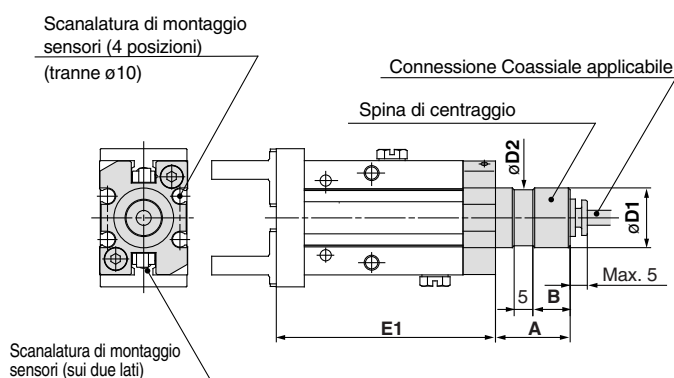 Scanalatura di montaggio
sensori (4 posizioni)
(tranne ø10)
Connessione Coassiale applicabile
Spina di centraggio
øD2
øD1
Max. 5
5
B
E1
A
Scanalatura di montaggio
sensori (sui due lati)